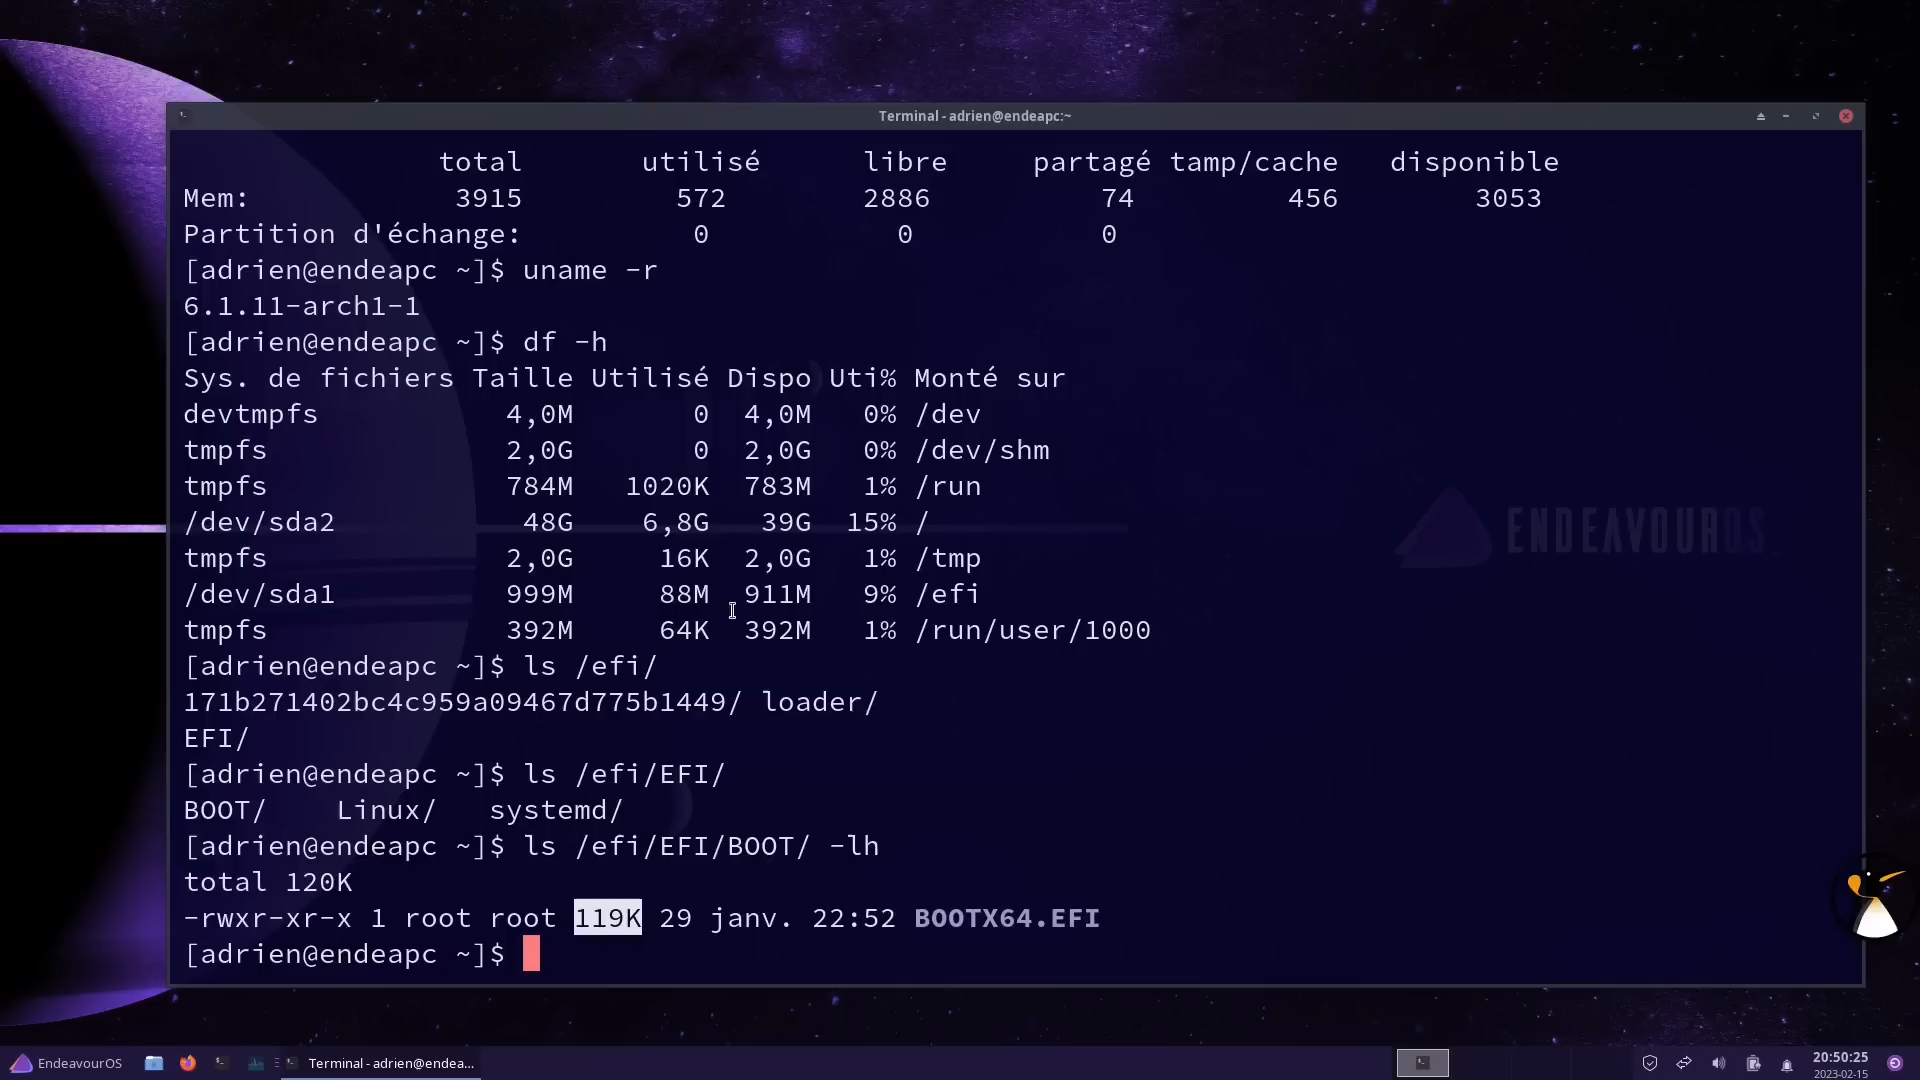 Terminal - adrien@endeapc:~
total utilisé libre partagé tamp/cache disponible
Mem: 3915 572 2886 74 456 3053
Partition d'échange: 0 0 0
[adrien@endeapc ~]$ uname -r
6.1.11-arch1-1
[adrien@endeapc ~]$ df -h
Sys. de fichiers Taille Utilisé Dispo Uti% Monté sur
devtmpfs 4,0M 0 4,0M 0% /dev
tmpfs 2,0G 0 2,0G 0% /dev/shm
tmpfs 784M 1020K 783M 1% /run
/dev/sda2 48G 6,8G 39G 15% /
tmpfs 2,0G 16K 2,0G 1% /tmp
/dev/sda1 999M 88M 911M 9% /efi
tmpfs 392M 64K 392M 1% /run/user/1000
[adrien@endeapc ~]$ ls /efi/
171b271402bc4c959a09467d775b1449/ loader/
EFI/
[adrien@endeapc ~]$ ls /efi/EFI/
BOOT/ Linux/ systemd/
[adrien@endeapc ~]$ ls /efi/EFI/BOOT/ -lh
total 120K
-rwxr-xr-x 1 root root 119K 29 janv. 22:52 BOOTX64.EFI
[adrien@endeapc ~]$
ENDEAVOUROS
EndeavourOS
Terminal - adrien@endea...
20:50:25
2023-02-15